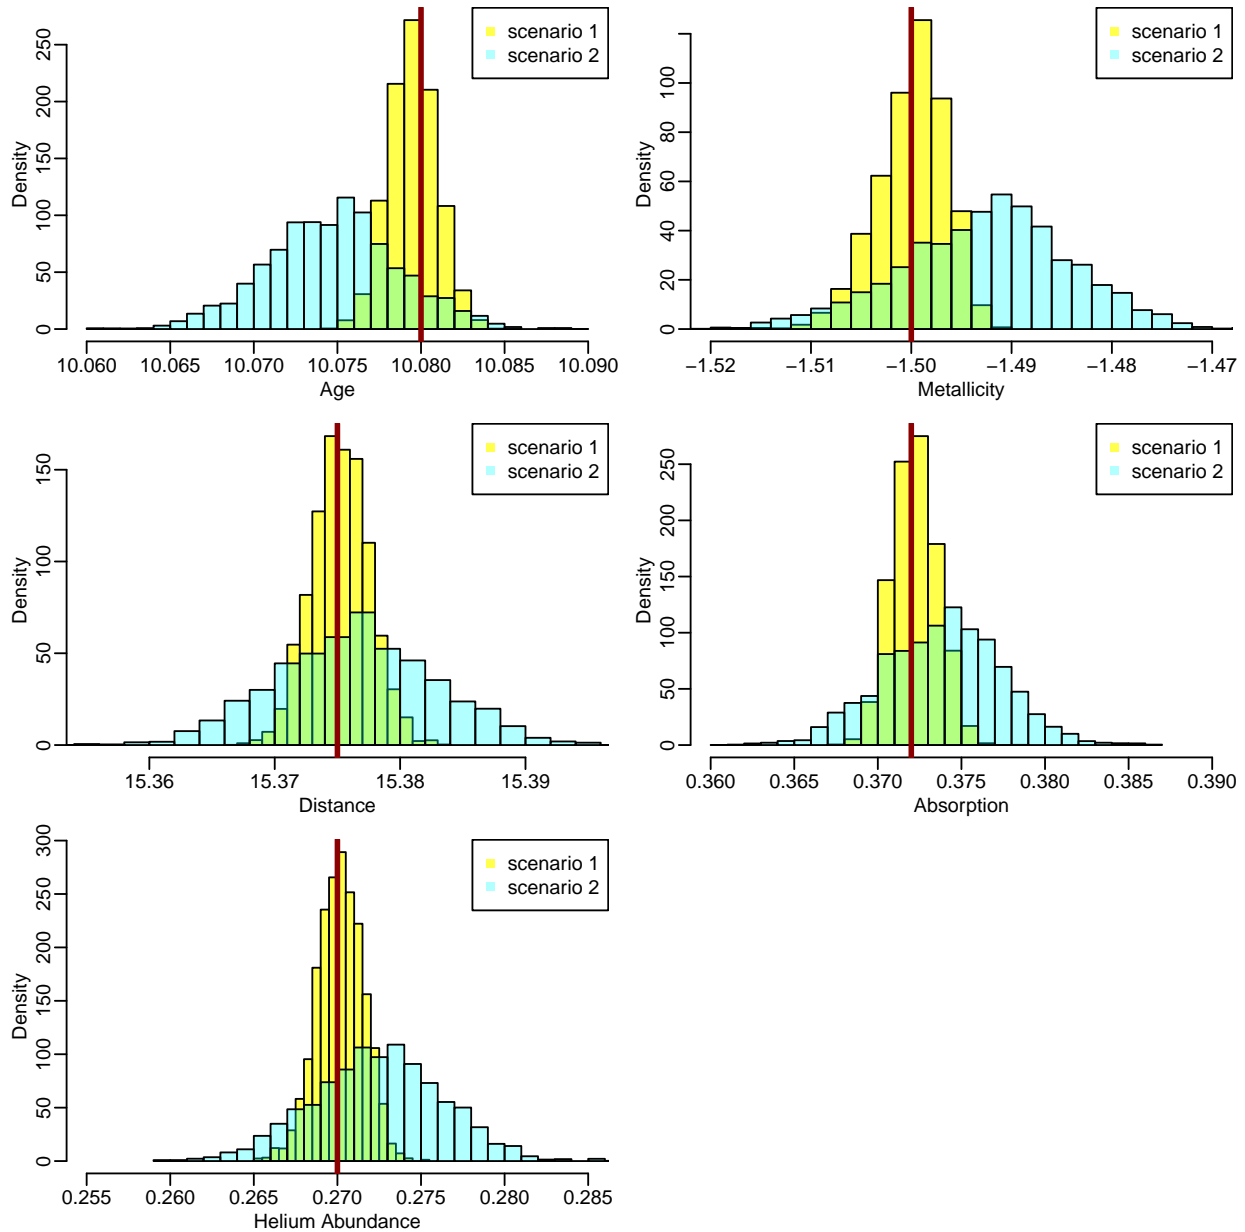 scenario 1
scenario 2
Density
0
50
100
150
200
250
10.060 10.065 10.070 10.075 10.080 10.085 10.090
Age
scenario 1
scenario 2
Density
0
20
40
60
80
100
−1.52 −1.51 −1.50 −1.49 −1.48 −1.47
Metallicity
scenario 1
scenario 2
Density
0
50
100
150
15.36 15.37 15.38 15.39
Distance
scenario 1
scenario 2
Density
0
50
100
150
200
250
0.360 0.365 0.370 0.375 0.380 0.385 0.390
Absorption
scenario 1
scenario 2
Density
0
50
100
150
200
250
300
0.255 0.260 0.265 0.270 0.275 0.280 0.285
Helium Abundance